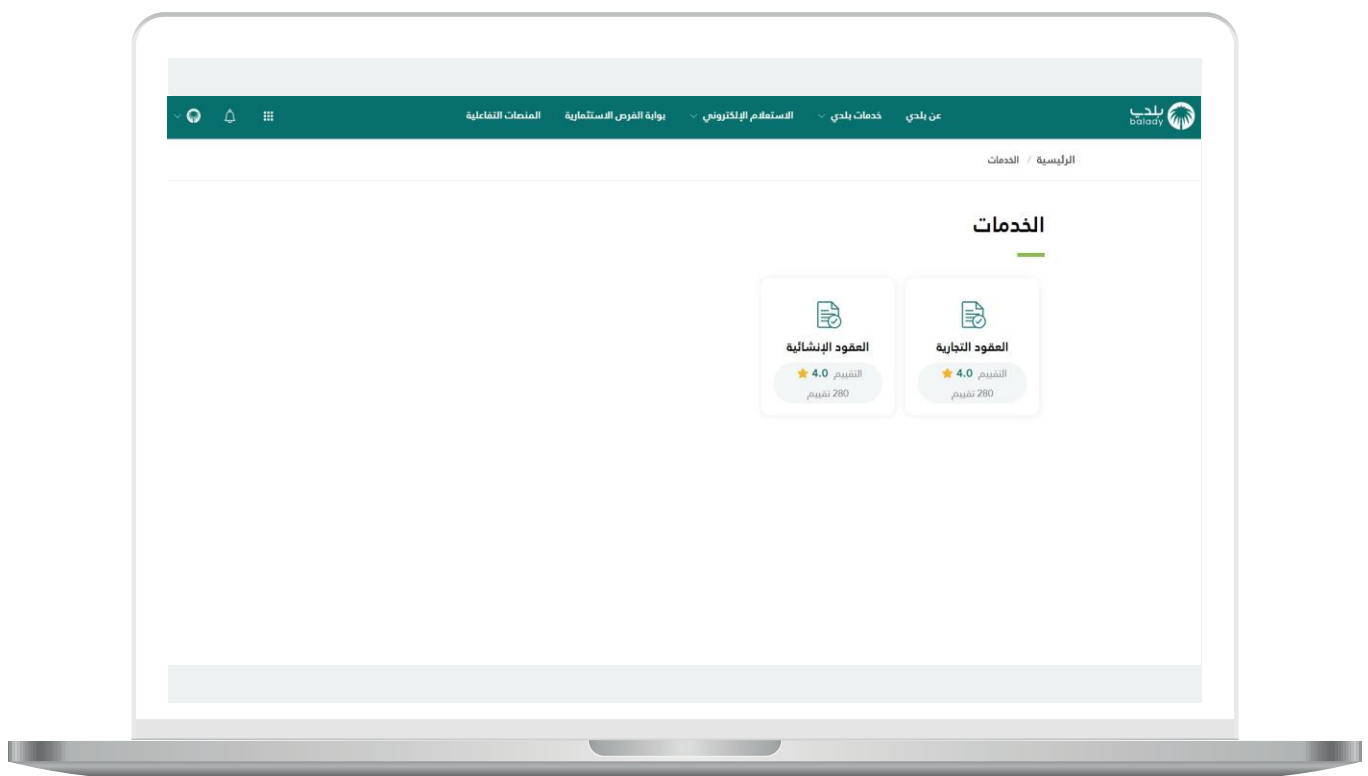 بلدي
balady
عن بلدي
خدمات بلدي
الاستعلام الإلكتروني
بوابة الفرص الاستثمارية
المنصات التفاعلية
الرئيسية / الخدمات
الخدمات
العقود التجارية
التقييم 4.0
280 تقييم
العقود الإنشائية
التقييم 4.0
280 تقييم